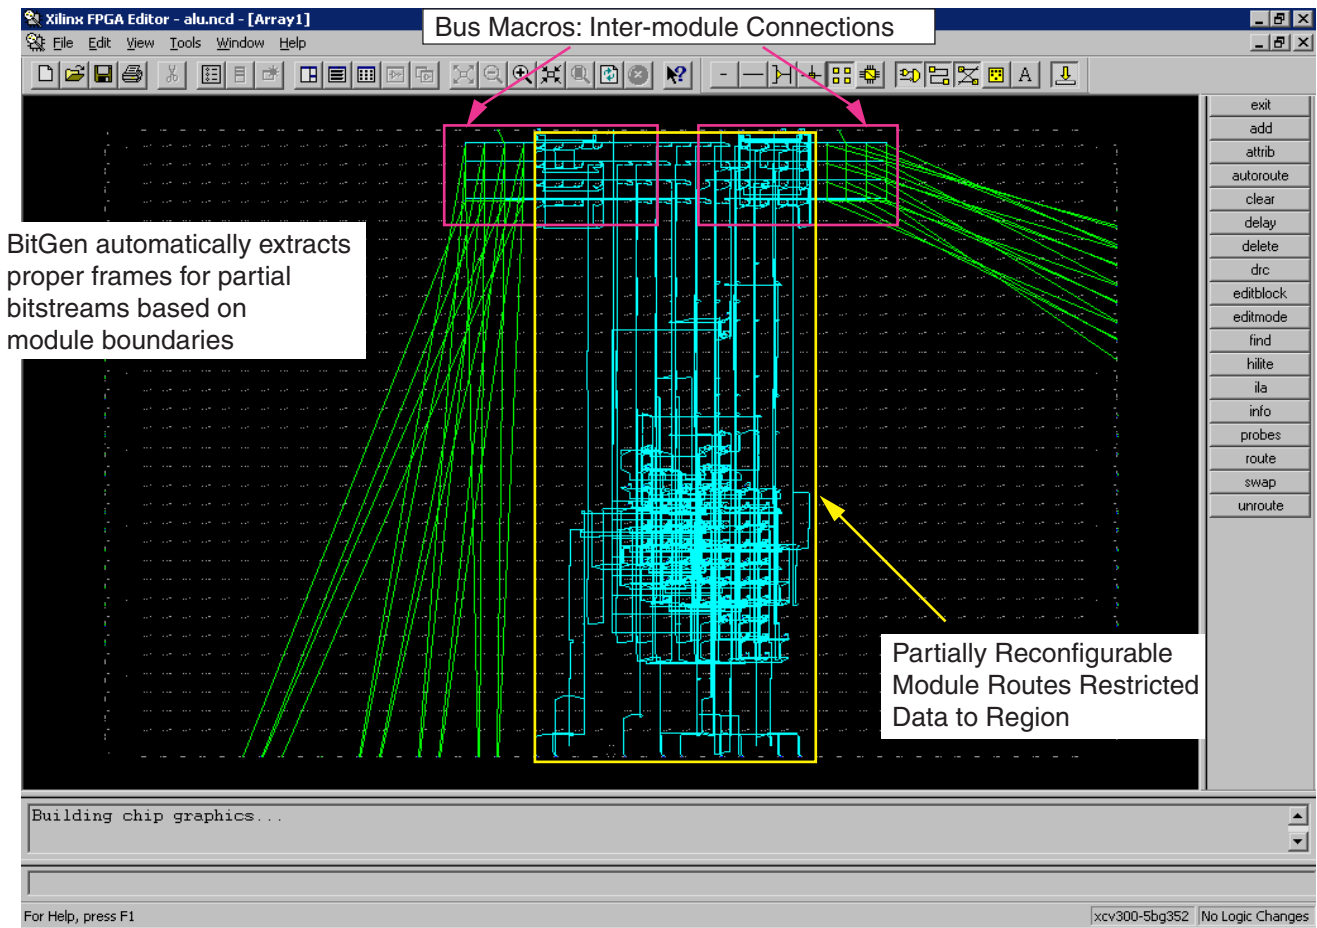 Xilinx FPGA Editor - alu.ncd - [Array1]
Bus Macros: Inter-module Connections
File Edit View Tools Window Help
A
exit
add
attrib
autoroute
clear
delay
delete
drc
editblock
editmode
find
hilite
ila
info
probes
route
swap
unroute
BitGen automatically extracts
proper frames for partial
bitstreams based on
module boundaries
Partially Reconfigurable
Module Routes Restricted
Data to Region
Building chip graphics...
For Help, press F1
xcv300-5bg352 No Logic Changes